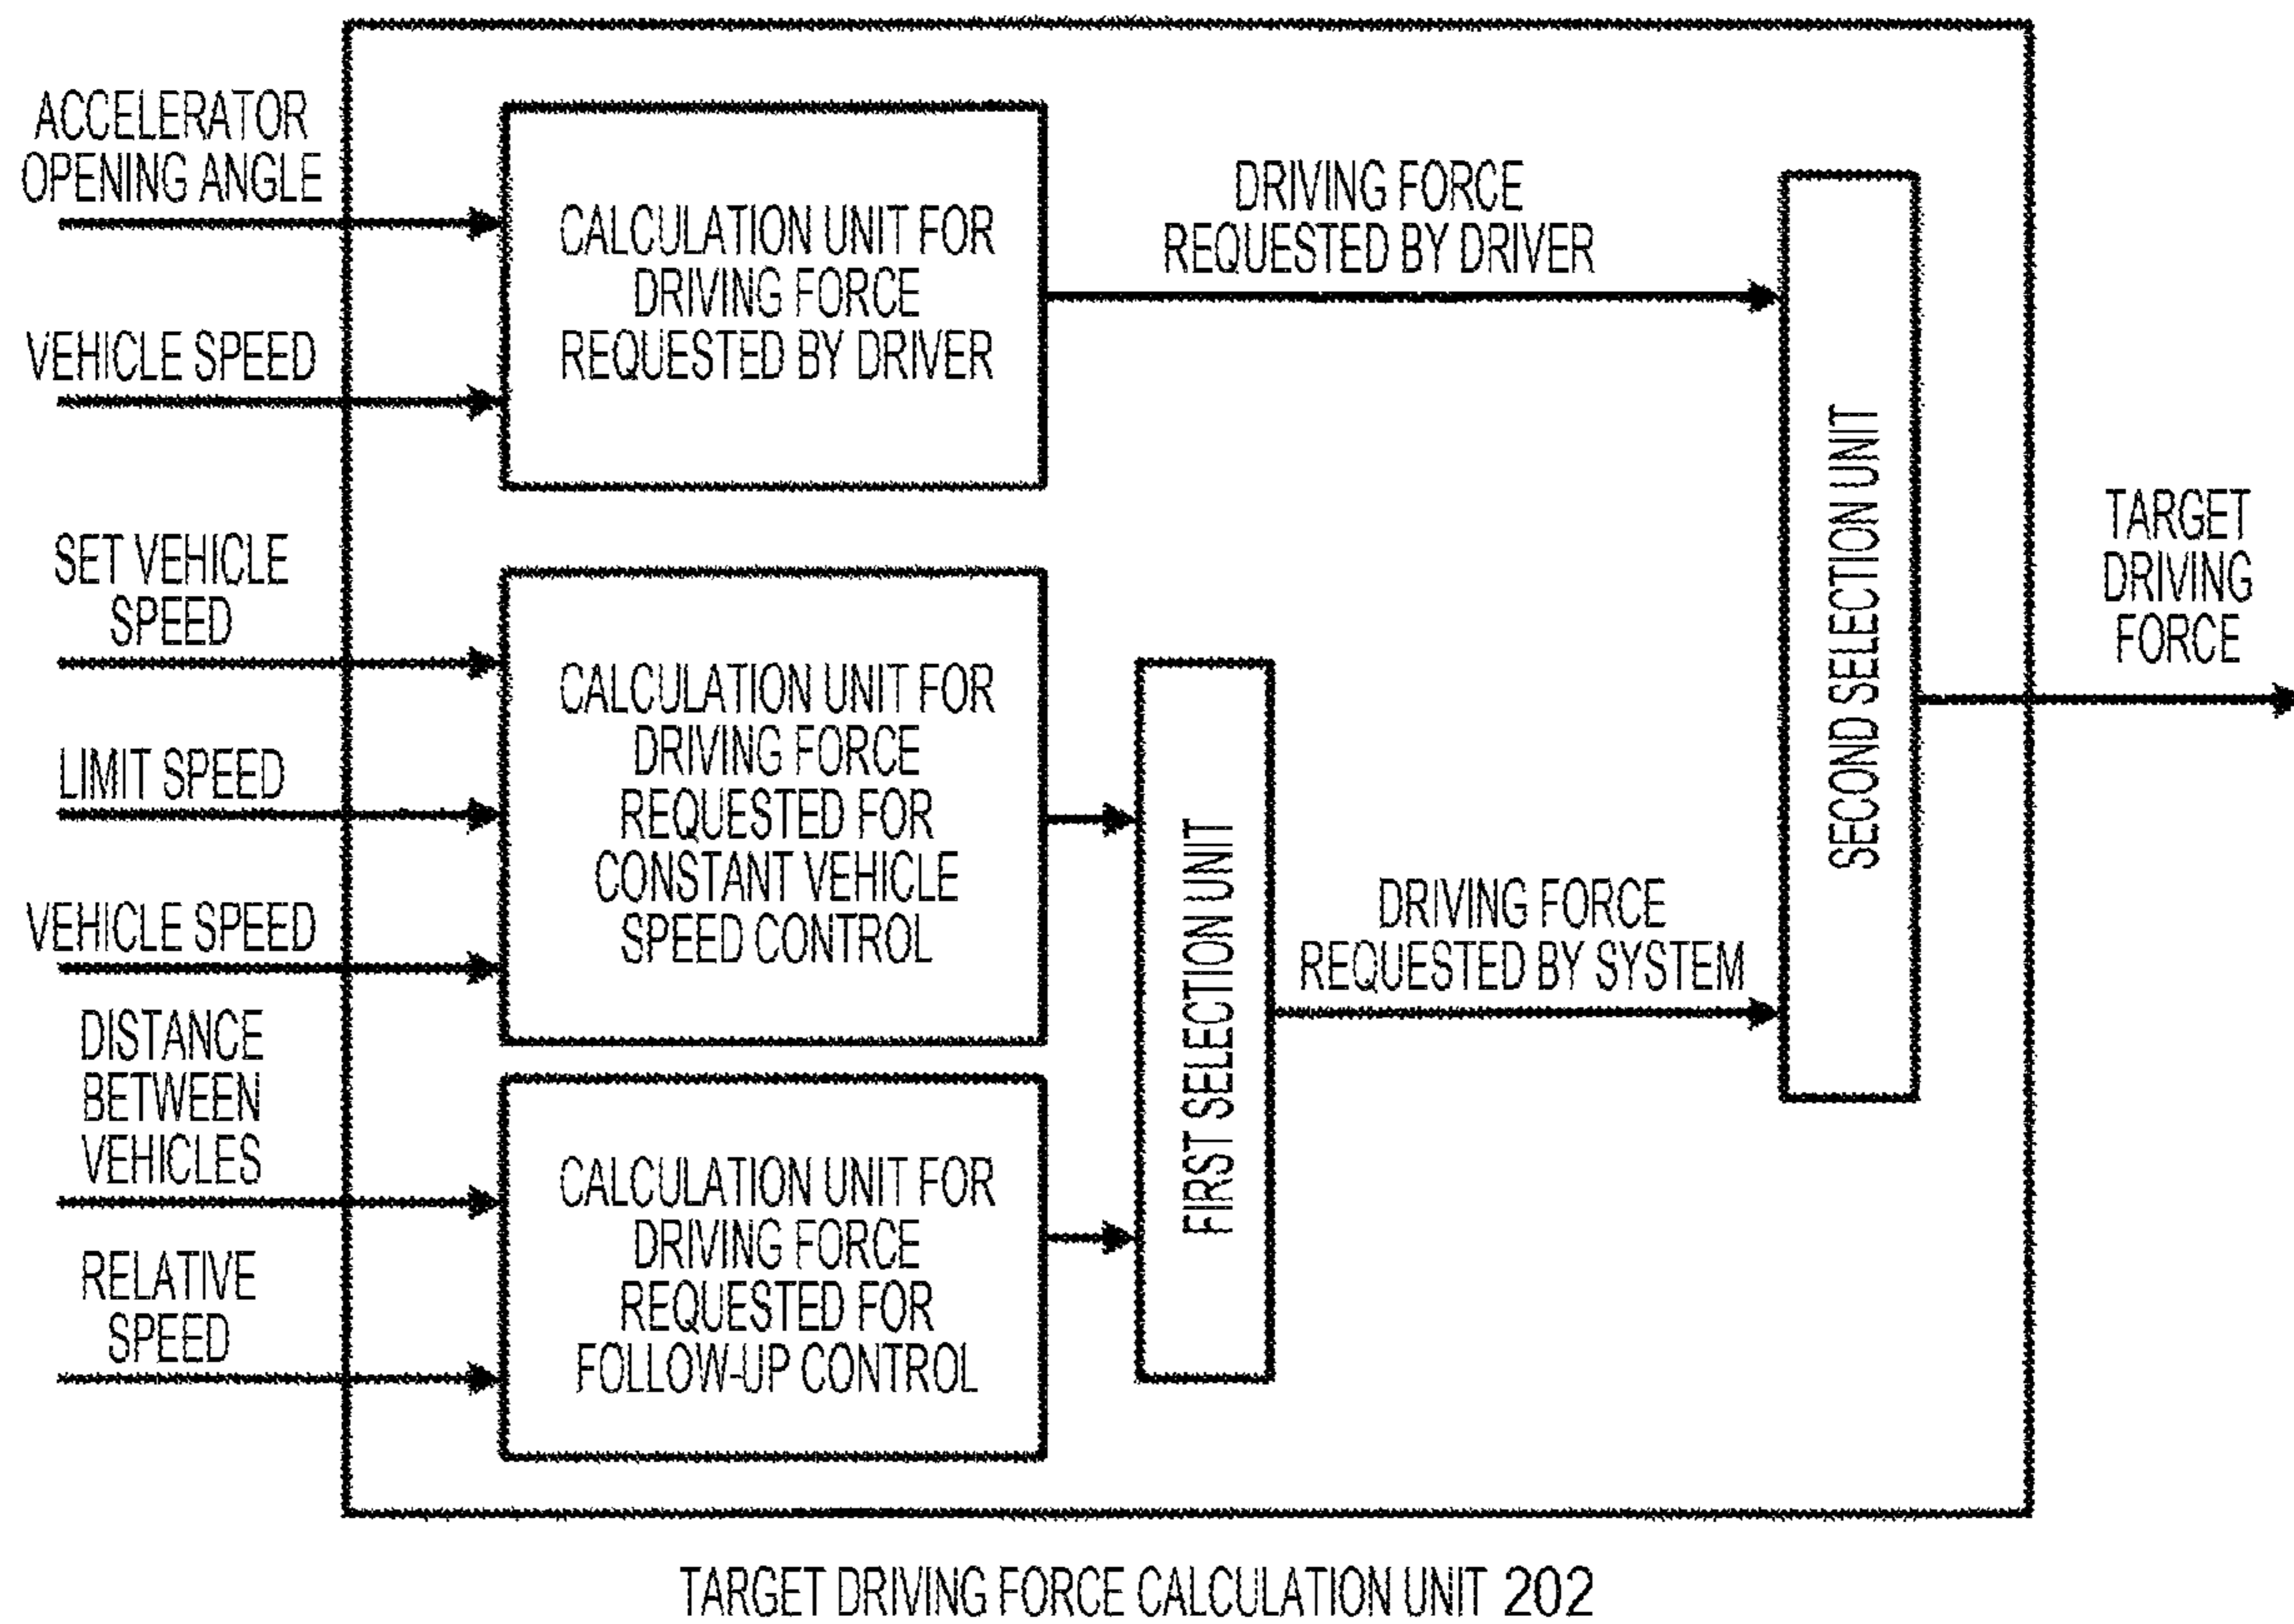 ACCELERATOR
OPENING ANGLE
VEHICLE SPEED
CALCULATION UNIT FOR
DRIVING FORCE
REQUESTED BY DRIVER
DRIVING FORCE
REQUESTED BY DRIVER
SET VEHICLE
SPEED
LIMIT SPEED
VEHICLE SPEED
CALCULATION UNIT FOR
DRIVING FORCE
REQUESTED FOR
CONSTANT VEHICLE
SPEED CONTROL
DISTANCE
BETWEEN
VEHICLES
RELATIVE
SPEED
CALCULATION UNIT FOR
DRIVING FORCE
REQUESTED FOR
FOLLOW-UP CONTROL
FIRST SELECTION UNIT
DRIVING FORCE
REQUESTED BY SYSTEM
SECOND SELECTION UNIT
TARGET
DRIVING
FORCE
TARGET DRIVING FORCE CALCULATION UNIT 202